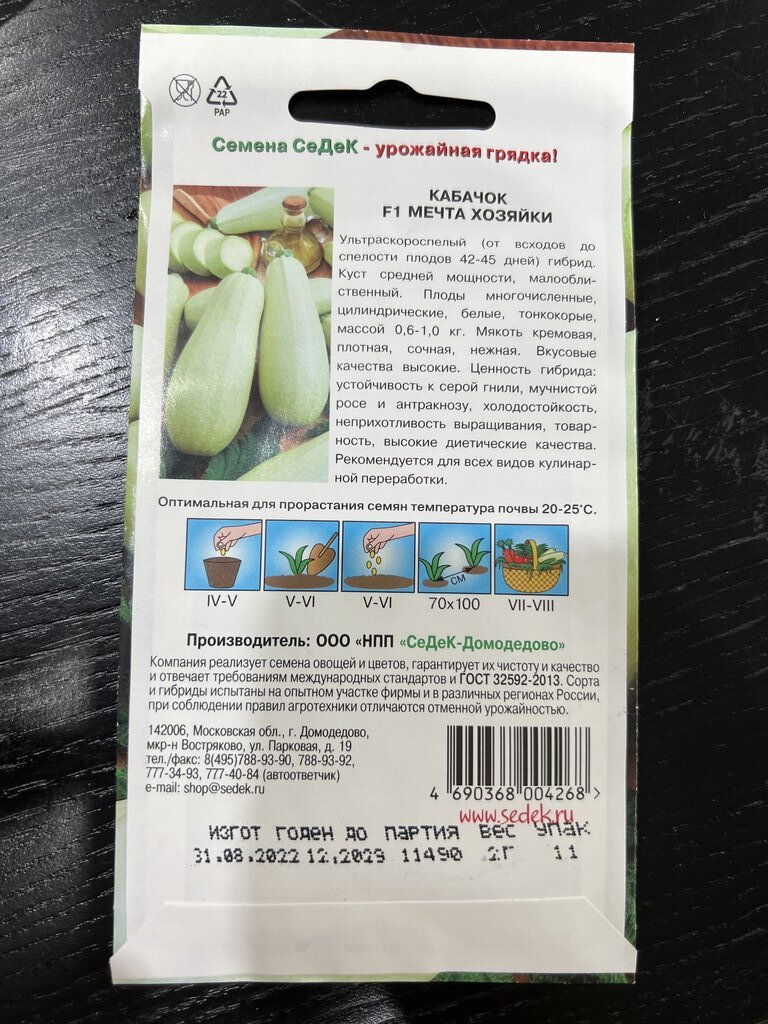 22
PAP
Семена СеДеК - урожайная грядка!
КАБАЧОК
F1 МЕЧТА ХОЗЯЙКИ
Ультраскороспелый (от всходов до
спелости плодов 42-45 дней) гибрид.
Куст средней мощности, малообли-
ственный. Плоды многочисленные,
цилиндрические, белые, тонкокорые,
массой 0,6-1,0 кг. Мякоть кремовая,
плотная, сочная, нежная. Вкусовые
качества высокие. Ценность гибрида:
устойчивость к серой гнили, мучнистой
росе и антракнозу, холодостойкость,
неприхотливость выращивания, товар-
ность, высокие диетические качества.
Рекомендуется для всех видов кулинар-
ной переработки.
Оптимальная для прорастания семян температура почвы 20-25°С.
СМ
IV-V V-VI V-VI 70x100 VII-VIII
Производитель: ООО «НПП «СеДеК-Домодедово»
Компания реализует семена овощей и цветов, гарантирует их чистоту и качество
и отвечает требованиям международных стандартов и ГОСТ 32592-2013. Сорта
и гибриды испытаны на опытном участке фирмы и в различных регионах России,
при соблюдении правил агротехники отличаются отменной урожайностью.
142006, Московская обл., г. Домодедово,
мкр-н Востряково, ул. Парковая, д. 19
тел./факс: 8(495)788-93-90, 788-93-92,
777-34-93, 777-40-84 (автоответчик)
e-mail: shop@sedek.ru
4 690368 004268 >
www.sedek.ru
ИЗГОТ ГОДЕН ДО ПАРТИЯ ВЕС УПАК
31.08.2022 12.2029 11490 2Г 11